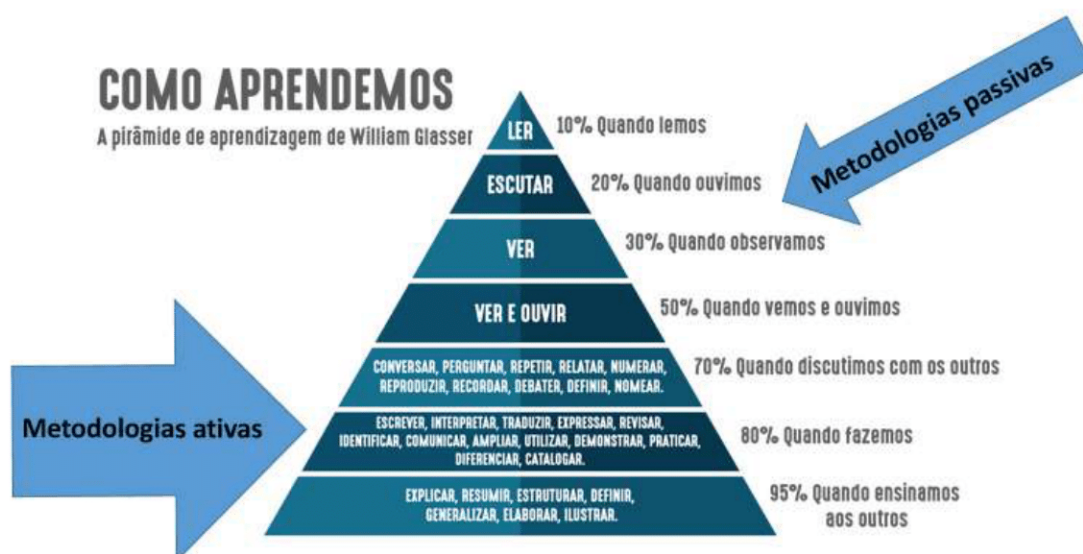 COMO APRENDEMOS
A pirâmide de aprendizagem de William Glasser
Metodologias passivas
LER
10% Quando lemos
ESCUTAR
20% Quando ouvimos
VER
30% Quando observamos
VER E OUVIR
50% Quando vemos e ouvimos
CONVERSAR, PERGUNTAR, REPETIR, RELATAR, NUMERAR,
REPRODUZIR, RECORDAR, DEBATER, DEFINIR, NOMEAR.
70% Quando discutimos com os outros
Metodologias ativas
ESCREVER, INTERPRETAR, TRADUZIR, EXPRESSAR, REVISAR,
IDENTIFICAR, COMUNICAR, AMPLIAR, UTILIZAR, DEMONSTRAR, PRATICAR,
DIFERENCIAR, CATALOGAR.
80% Quando fazemos
EXPLICAR, RESUMIR, ESTRUTURAR, DEFINIR,
GENERALIZAR, ELABORAR, ILUSTRAR.
95% Quando ensinamos
aos outros